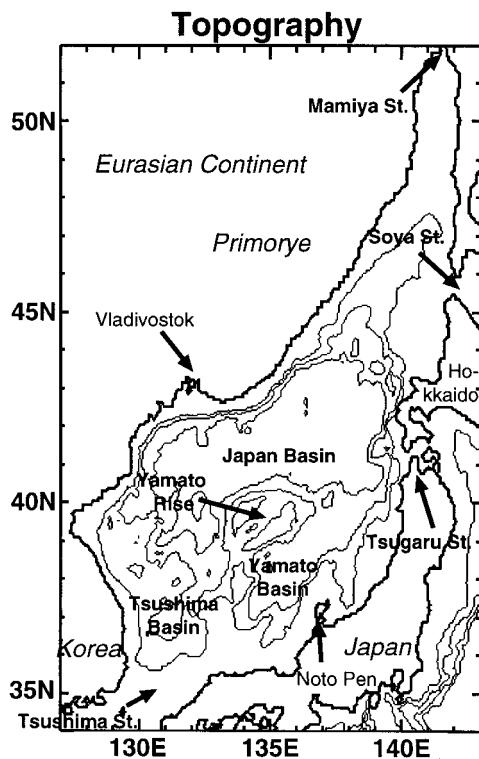 Topography
Mamiya St.
50N
Eurasian Continent
Primorye
Soya St.
45N
Vladivostok
Ho-
kkaido
Japan Basin
Yamato
Rise
40N
Tsugaru St.
Yamato
Basin
Tsushima
Basin
Korea
Japan
Noto Pen.
35N
Tsushima St.
130E
135E
140E